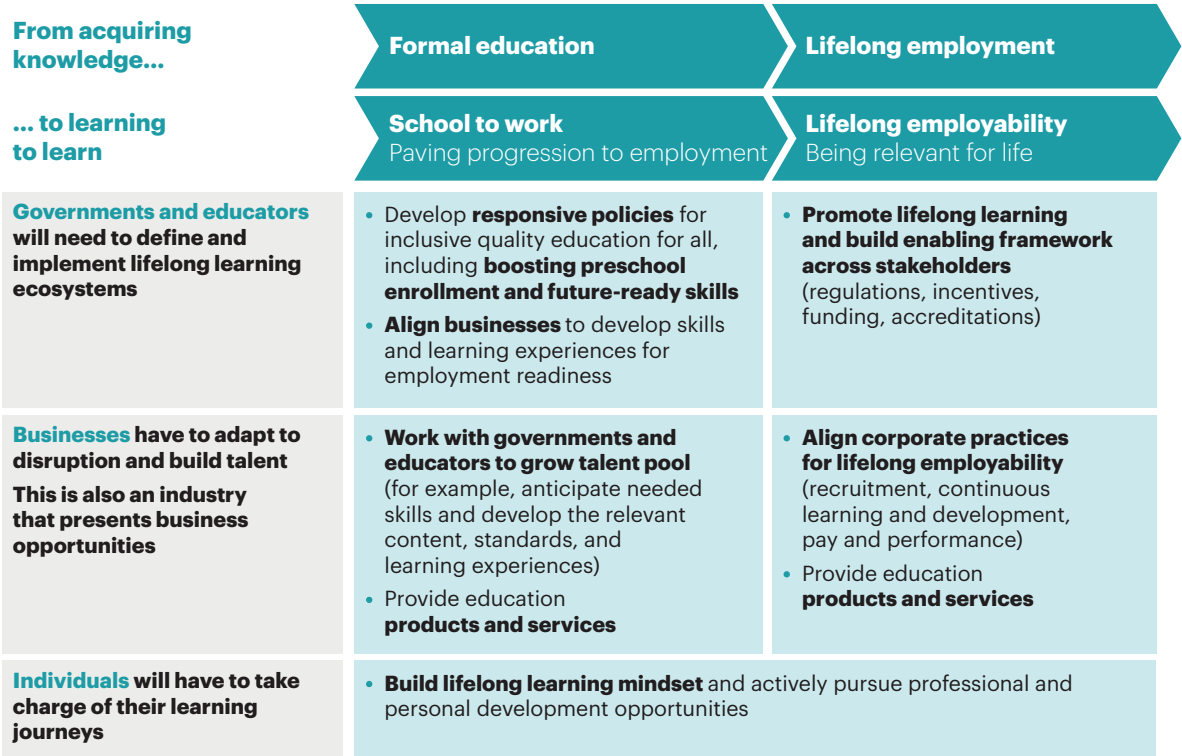 From acquiring
knowledge...
Formal education
Lifelong employment
... to learning
to learn
School to work
Paving progression to employment
Lifelong employability
Being relevant for life
Governments and educators
will need to define and
implement lifelong learning
ecosystems
• Develop responsive policies for
inclusive quality education for all,
including boosting preschool
enrollment and future-ready skills
• Align businesses to develop skills
and learning experiences for
employment readiness
• Promote lifelong learning
and build enabling framework
across stakeholders
(regulations, incentives,
funding, accreditations)
Businesses have to adapt to
disruption and build talent
This is also an industry
that presents business
opportunities
• Work with governments and
educators to grow talent pool
(for example, anticipate needed
skills and develop the relevant
content, standards, and
learning experiences)
• Provide education
products and services
• Align corporate practices
for lifelong employability
(recruitment, continuous
learning and development,
pay and performance)
• Provide education
products and services
Individuals will have to take
charge of their learning
journeys
• Build lifelong learning mindset and actively pursue professional and
personal development opportunities